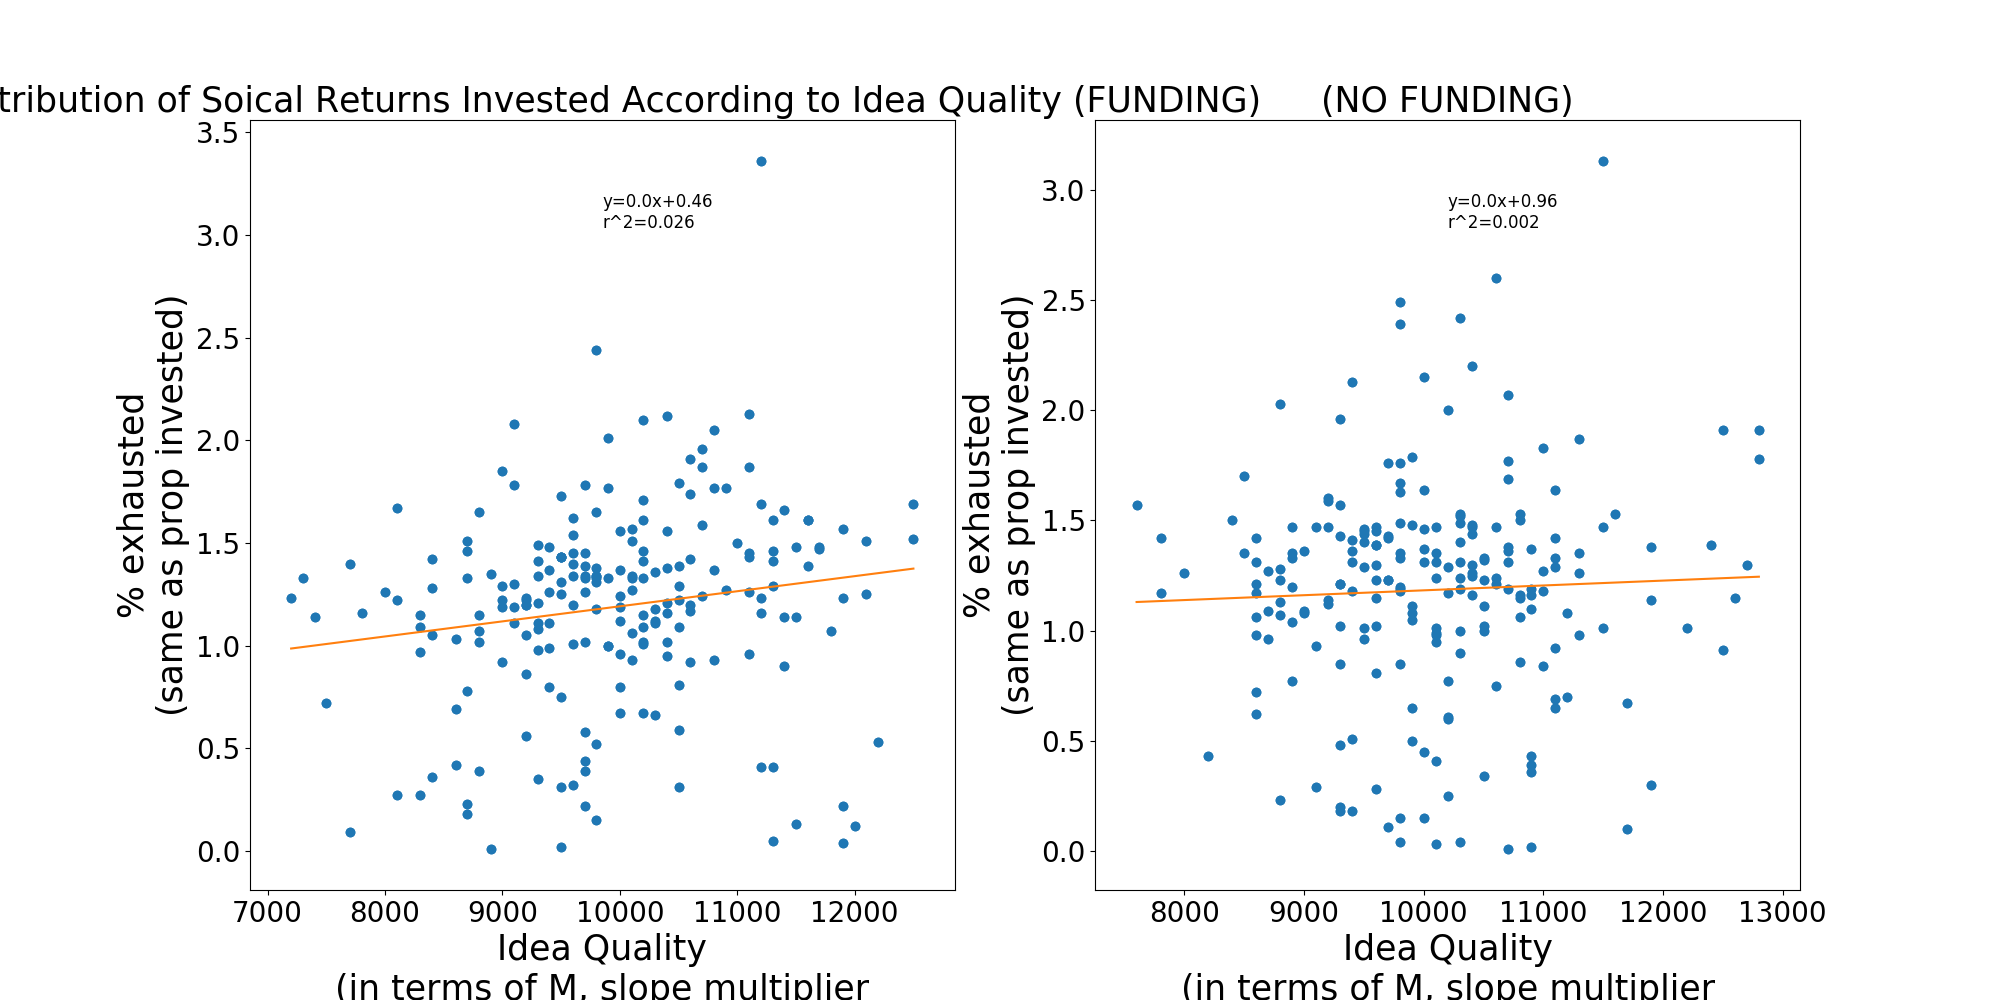 tribution of Soical Returns Invested According to Idea Quality (FUNDING) (NO FUNDING)
3.5
3.0
2.5
2.0
1.5
1.0
0.5
0.0
% exhausted
(same as prop invested)
y=0.0x+0.46
r^2=0.026
7000 8000 9000 10000 11000 12000
Idea Quality
(in terms of M, slope multiplier
3.0
2.5
2.0
1.5
1.0
0.5
0.0
% exhausted
(same as prop invested)
y=0.0x+0.96
r^2=0.002
8000 9000 10000 11000 12000 13000
Idea Quality
(in terms of M, slope multiplier